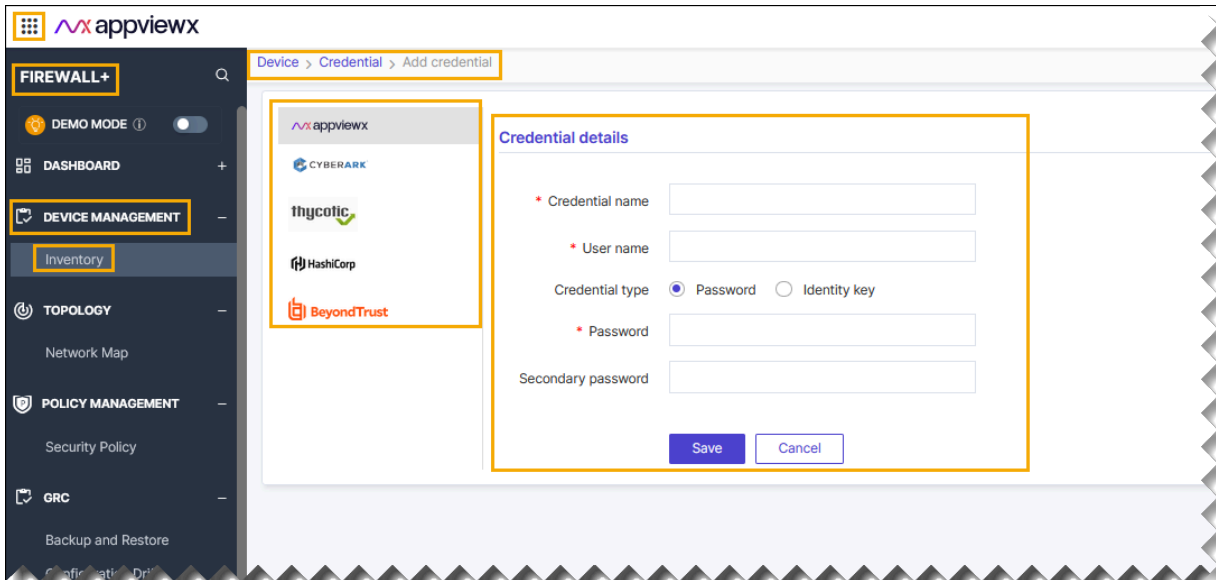 appviewx
FIREWALL+
Device > Credential > Add credential
DEMO MODE
DASHBOARD +
DEVICE MANAGEMENT –
Inventory
TOPOLOGY –
Network Map
POLICY MANAGEMENT –
Security Policy
GRC –
Backup and Restore
appviewx
CYBERARK
thycotic
HashiCorp
BeyondTrust
Credential details
* Credential name
* User name
Credential type Password Identity key
* Password
Secondary password
Save Cancel